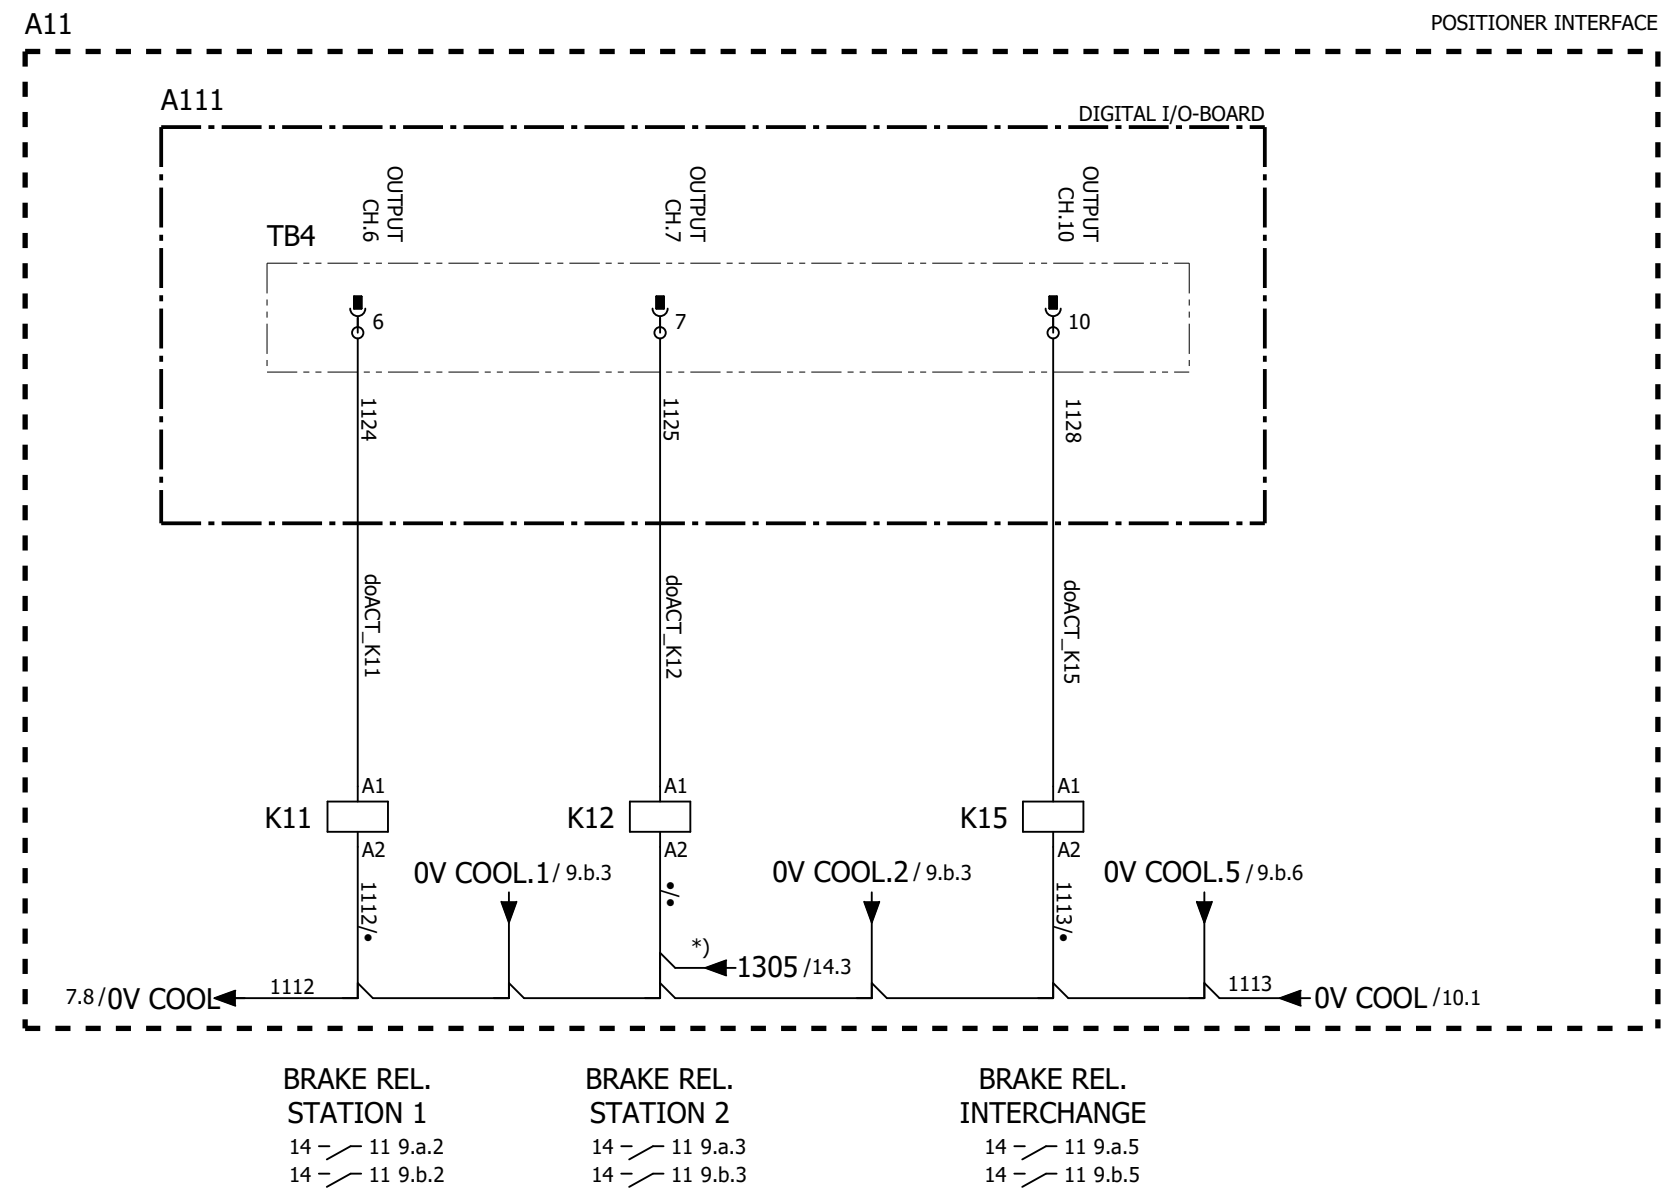 A11
POSITIONER INTERFACE
A111
DIGITAL I/O-BOARD
OUTPUT
CH.6
OUTPUT
CH.7
OUTPUT
CH.10
TB4
6
7
10
1124
1125
1128
doACT_K11
doACT_K12
doACT_K15
A1
A1
A1
K11
K12
K15
A2
A2
A2
0V COOL.1 / 9.b.3
0V COOL.2 / 9.b.3
0V COOL.5 / 9.b.6
1112/•
•/•
1113/•
*)
1305 /14.3
7.8 /0V COOL
1112
1113
0V COOL /10.1
BRAKE REL.
STATION 1
14 11 9.a.2
14 11 9.b.2
BRAKE REL.
STATION 2
14 11 9.a.3
14 11 9.b.3
BRAKE REL.
INTERCHANGE
14 11 9.a.5
14 11 9.b.5